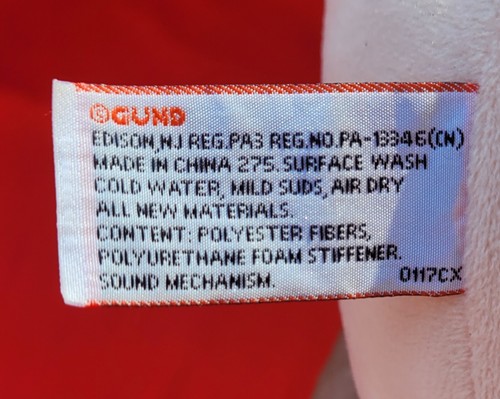 ©GUND
EDISON,NJ REG.PA3 REG.NO.PA-13346(CN)
MADE IN CHINA 275. SURFACE WASH
COLD WATER, MILD SUDS, AIR DRY
ALL NEW MATERIALS.
CONTENT: POLYESTER FIBERS,
POLYURETHANE FOAM STIFFENER.
SOUND MECHANISM. 0117CX